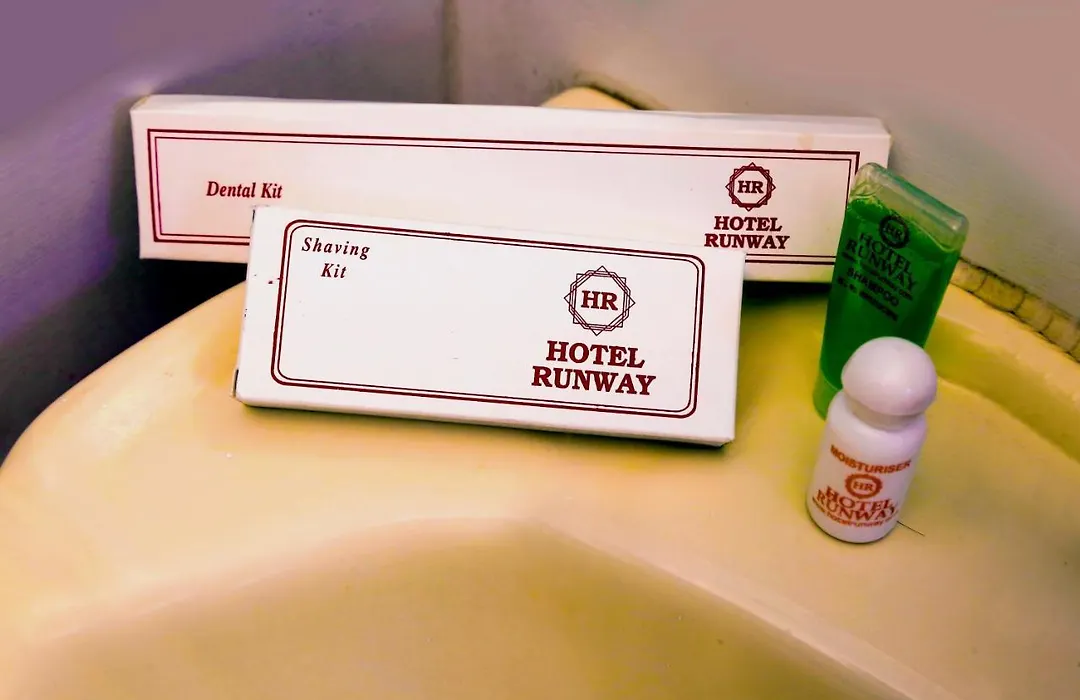 Dental Kit
HR
HOTEL
RUNWAY
Shaving
Kit
HR
HOTEL
RUNWAY
HR
HOTEL
RUNWAY
SHAMPOO
MOISTURISER
HR
HOTEL
RUNWAY